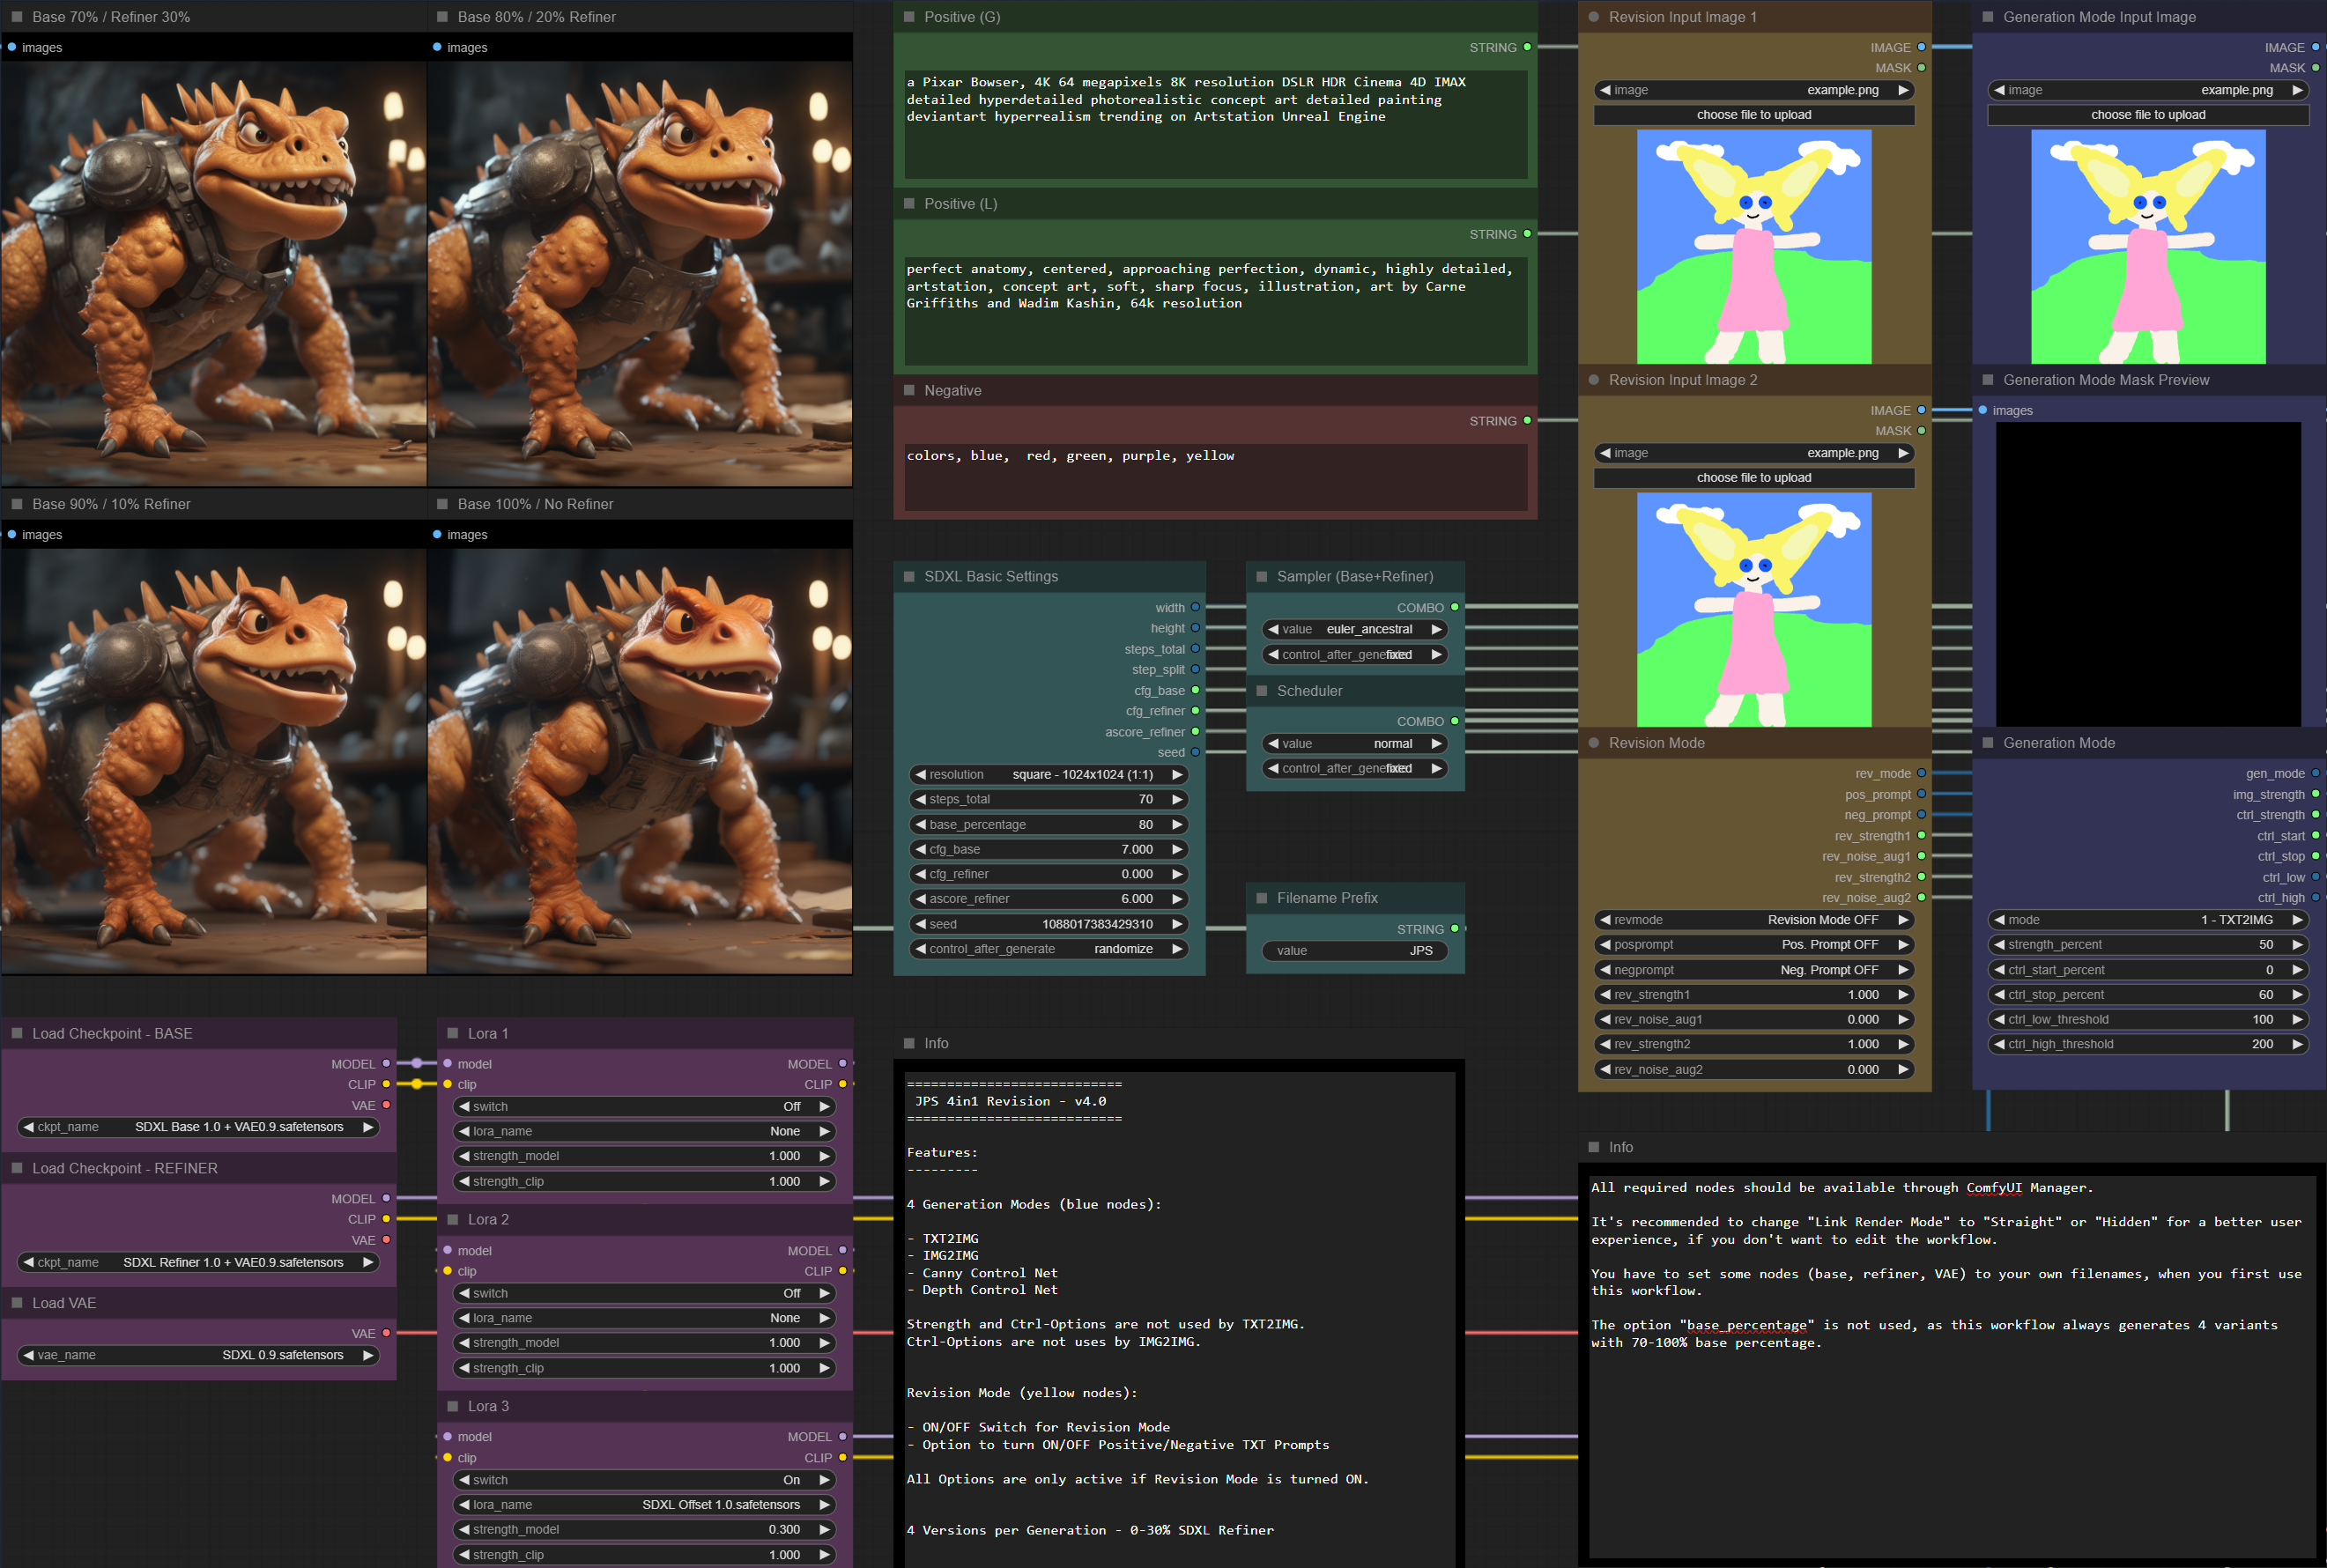 Base 70% / Refiner 30%
images
Base 80% / 20% Refiner
images
Base 90% / 10% Refiner
images
Base 100% / No Refiner
images
Load Checkpoint - BASE
MODEL
CLIP
VAE
ckpt_name SDXL Base 1.0 + VAE0.9.safetensors
Load Checkpoint - REFINER
MODEL
CLIP
VAE
ckpt_name SDXL Refiner 1.0 + VAE0.9.safetensors
Load VAE
VAE
vae_name SDXL 0.9.safetensors
Lora 1
model MODEL
clip CLIP
switch Off
lora_name None
strength_model 1.000
strength_clip 1.000
Lora 2
model MODEL
clip CLIP
switch Off
lora_name None
strength_model 1.000
strength_clip 1.000
Lora 3
model MODEL
clip CLIP
switch On
lora_name SDXL Offset 1.0.safetensors
strength_model 0.300
strength_clip 1.000
Positive (G)
STRING
a Pixar Bowser, 4K 64 megapixels 8K resolution DSLR HDR Cinema 4D IMAX
detailed hyperdetailed photorealistic concept art detailed painting
deviantart hyperrealism trending on Artstation Unreal Engine
Positive (L)
STRING
perfect anatomy, centered, approaching perfection, dynamic, highly detailed,
artstation, concept art, soft, sharp focus, illustration, art by Carne
Griffiths and Wadim Kashin, 64k resolution
Negative
STRING
colors, blue,  red, green, purple, yellow
SDXL Basic Settings
width
height
steps_total
step_split
cfg_base
cfg_refiner
ascore_refiner
seed
resolution square - 1024x1024 (1:1)
steps_total 70
base_percentage 80
cfg_base 7.000
cfg_refiner 0.000
ascore_refiner 6.000
seed 1088017383429310
control_after_generate randomize
Sampler (Base+Refiner)
COMBO
value euler_ancestral
control_after_gene fixed
Scheduler
COMBO
value normal
control_after_gene fixed
Filename Prefix
STRING
value JPS
Info
===========================
JPS 4in1 Revision - v4.0
===========================
Features:
---------
4 Generation Modes (blue nodes):
- TXT2IMG
- IMG2IMG
- Canny Control Net
- Depth Control Net
Strength and Ctrl-Options are not used by TXT2IMG.
Ctrl-Options are not uses by IMG2IMG.
Revision Mode (yellow nodes):
- ON/OFF Switch for Revision Mode
- Option to turn ON/OFF Positive/Negative TXT Prompts
All Options are only active if Revision Mode is turned ON.
4 Versions per Generation - 0-30% SDXL Refiner
Revision Input Image 1
IMAGE
MASK
image example.png
choose file to upload
Revision Input Image 2
IMAGE
MASK
image example.png
choose file to upload
Revision Mode
rev_mode
pos_prompt
neg_prompt
rev_strength1
rev_noise_aug1
rev_strength2
rev_noise_aug2
revmode Revision Mode OFF
posprompt Pos. Prompt OFF
negprompt Neg. Prompt OFF
rev_strength1 1.000
rev_noise_aug1 0.000
rev_strength2 1.000
rev_noise_aug2 0.000
Generation Mode Input Image
IMAGE
MASK
image example.png
choose file to upload
Generation Mode Mask Preview
images
Generation Mode
gen_mode
img_strength
ctrl_strength
ctrl_start
ctrl_stop
ctrl_low
ctrl_high
mode 1 - TXT2IMG
strength_percent 50
ctrl_start_percent 0
ctrl_stop_percent 60
ctrl_low_threshold 100
ctrl_high_threshold 200
Info
All required nodes should be available through ComfyUI Manager.
It's recommended to change "Link Render Mode" to "Straight" or "Hidden" for a better user
experience, if you don't want to edit the workflow.
You have to set some nodes (base, refiner, VAE) to your own filenames, when you first use
this workflow.
The option "base_percentage" is not used, as this workflow always generates 4 variants
with 70-100% base percentage.